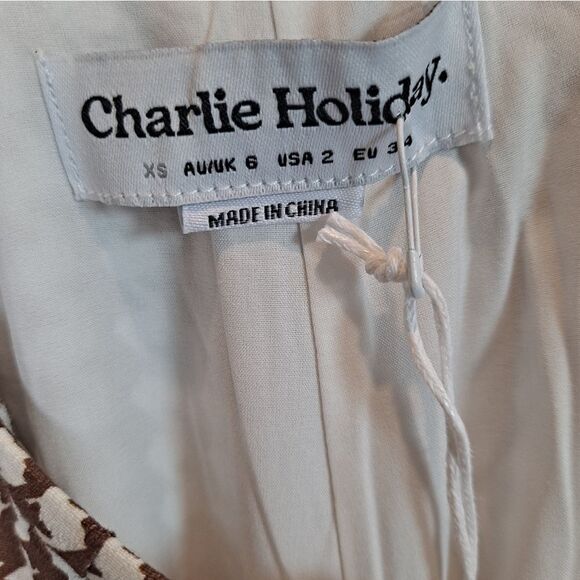 Charlie Holiday.
XS AU/UK 6 USA 2 EU 34
MADE IN CHINA